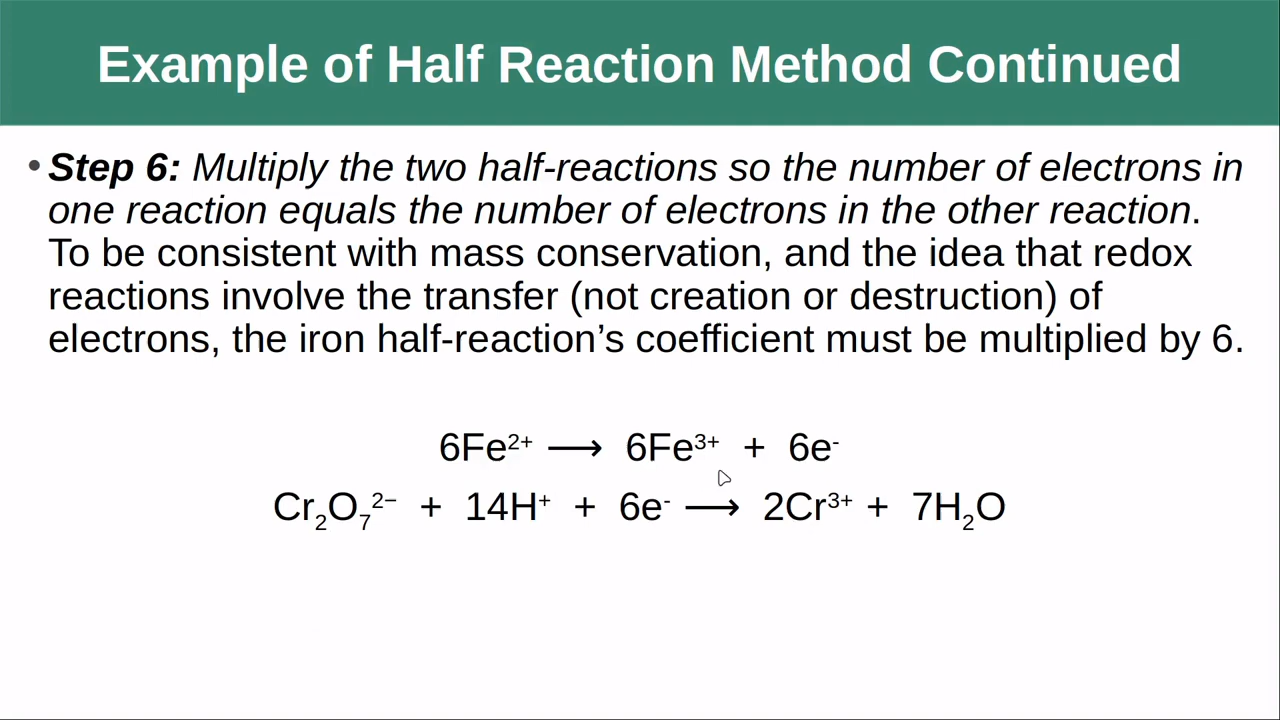 Example of Half Reaction Method Continued
• Step 6: Multiply the two half-reactions so the number of electrons in
one reaction equals the number of electrons in the other reaction.
To be consistent with mass conservation, and the idea that redox
reactions involve the transfer (not creation or destruction) of
electrons, the iron half-reaction’s coefficient must be multiplied by 6.
6Fe²⁺ ⟶ 6Fe³⁺ + 6e⁻
Cr₂O₇²⁻ + 14H⁺ + 6e⁻ ⟶ 2Cr³⁺ + 7H₂O